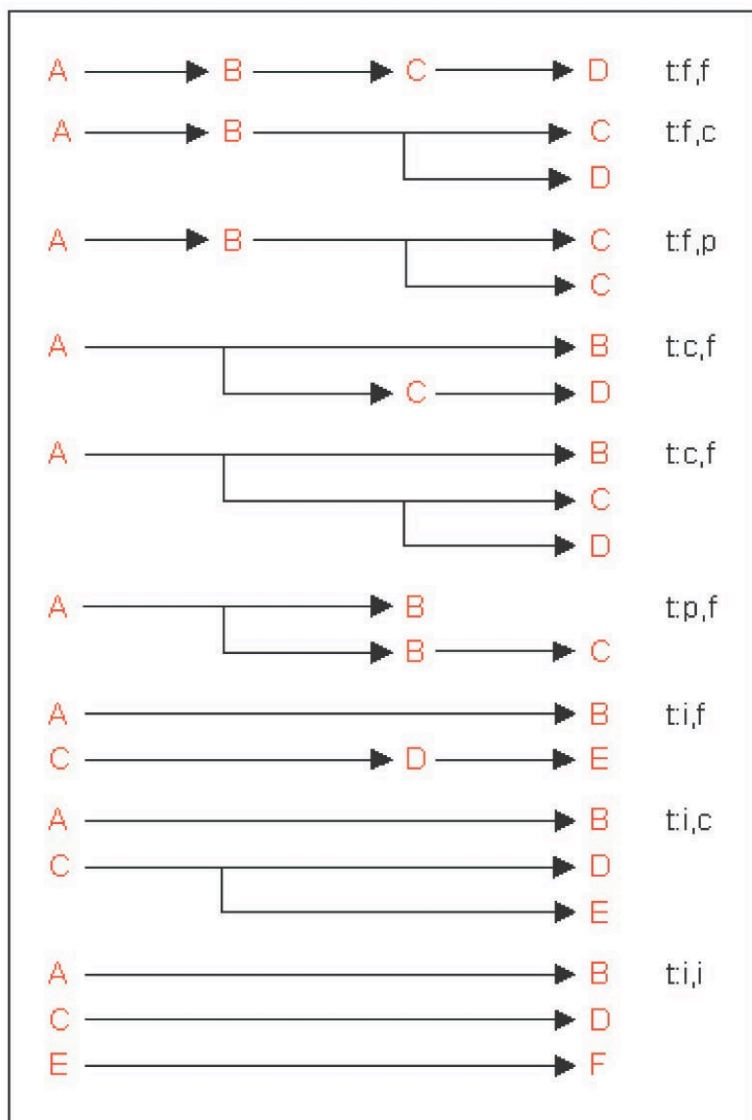 A B C D t:f,f
A B C t:f,c
D
A B C t:f,p
C
A B t:c,f
C D
A B t:c,f
C
D
A B t:p,f
B C
A B t:i,f
C D E
A B t:i,c
C D
E
A B t:i,i
C D
E F